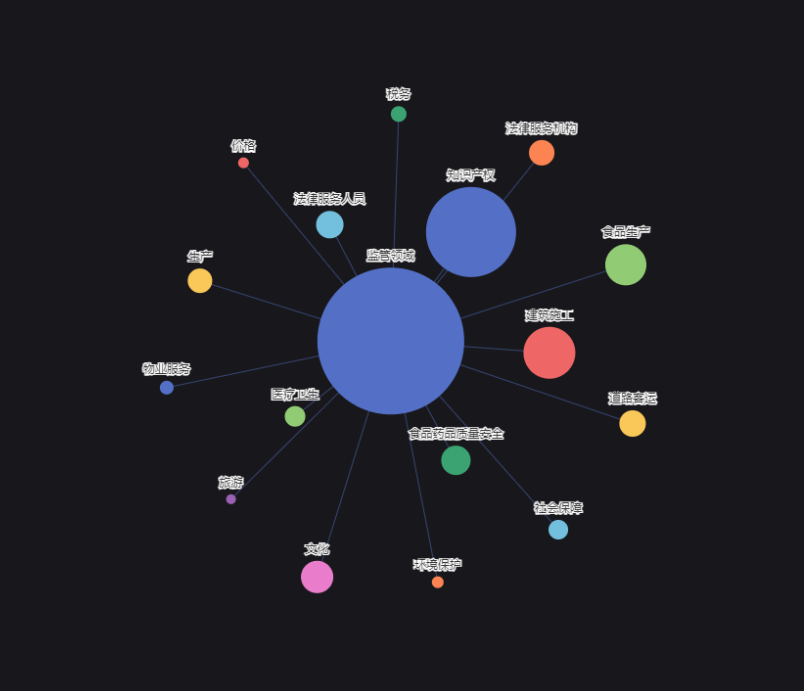 税务
法律服务机构
价格
知识产权
法律服务人员
食品生产
监管领域
生产
建筑施工
物业服务
医疗卫生
道路客运
食品药品质量安全
旅游
社会保障
文化
环境保护